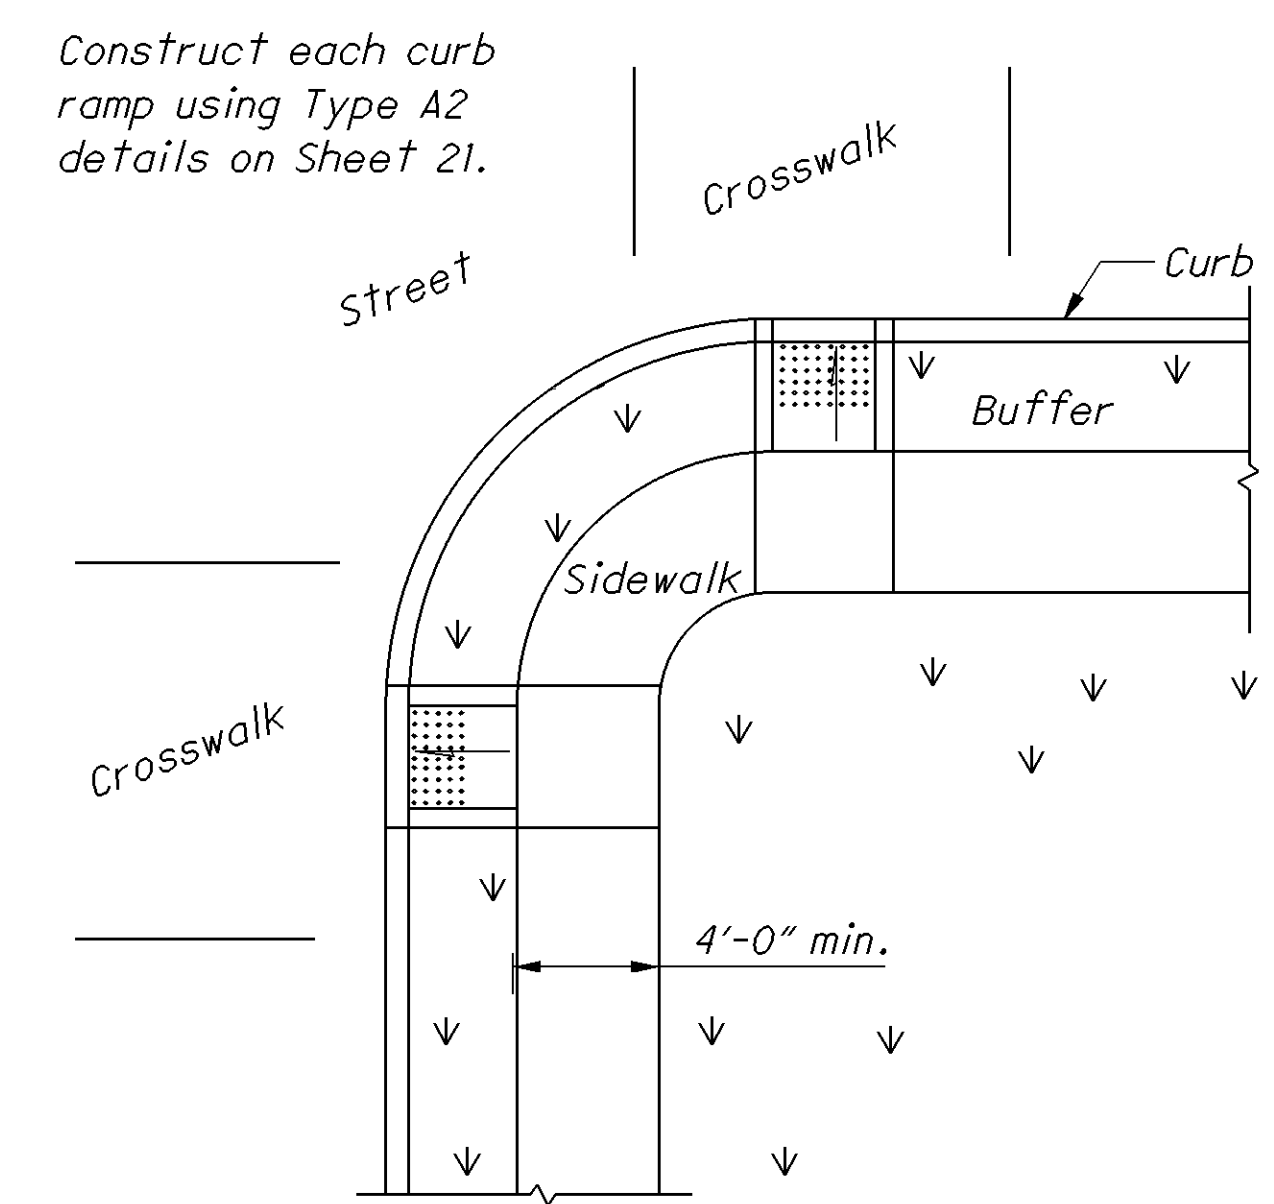 Construct each curb
ramp using Type A2
details on Sheet 21.
Crosswalk
Street
Curb
Buffer
Sidewalk
Crosswalk
4'-0" min.